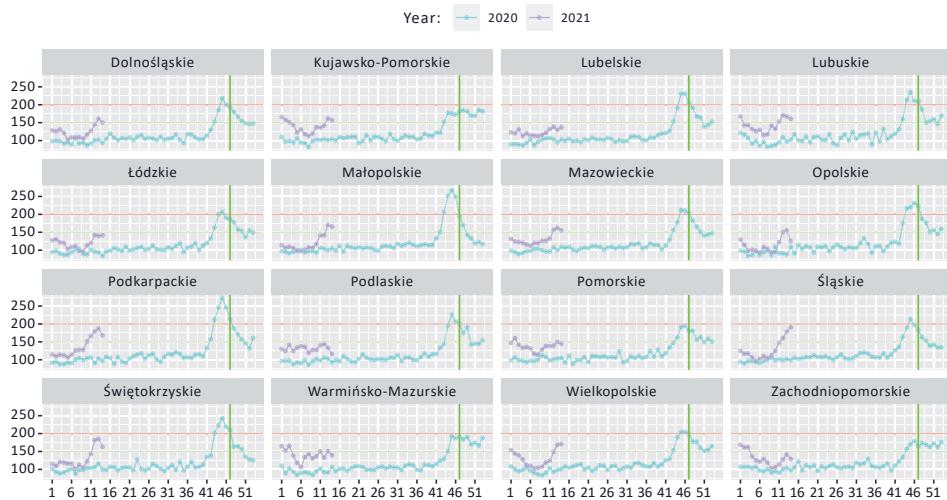 Year: 2020 2021
Dolnośląskie Kujawsko-Pomorskie Lubelskie Lubuskie
250
200
150
100
Łódzkie Małopolskie Mazowieckie Opolskie
250
200
150
100
Podkarpackie Podlaskie Pomorskie Śląskie
250
200
150
100
Świętokrzyskie Warmińsko-Mazurskie Wielkopolskie Zachodniopomorskie
250
200
150
100
1 6 11 16 21 26 31 36 41 46 51 1 6 11 16 21 26 31 36 41 46 51 1 6 11 16 21 26 31 36 41 46 51 1 6 11 16 21 26 31 36 41 46 51